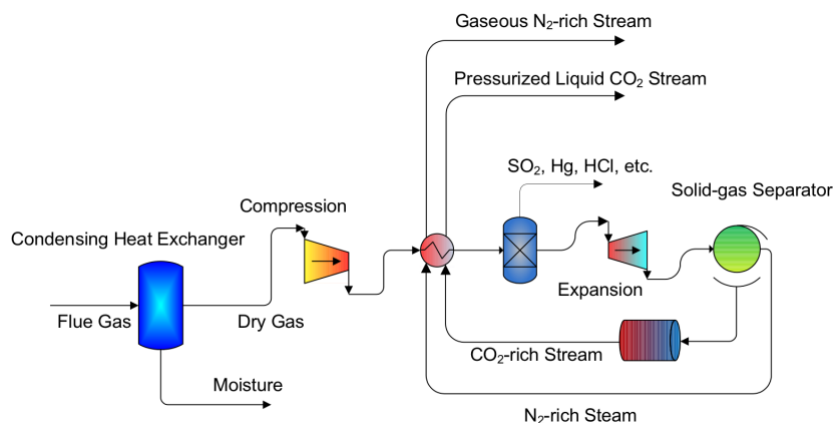 Gaseous N₂-rich Stream
Pressurized Liquid CO₂ Stream
SO₂, Hg, HCl, etc.
Solid-gas Separator
Compression
Condensing Heat Exchanger
Expansion
Flue Gas
Dry Gas
CO₂-rich Stream
Moisture
N₂-rich Steam